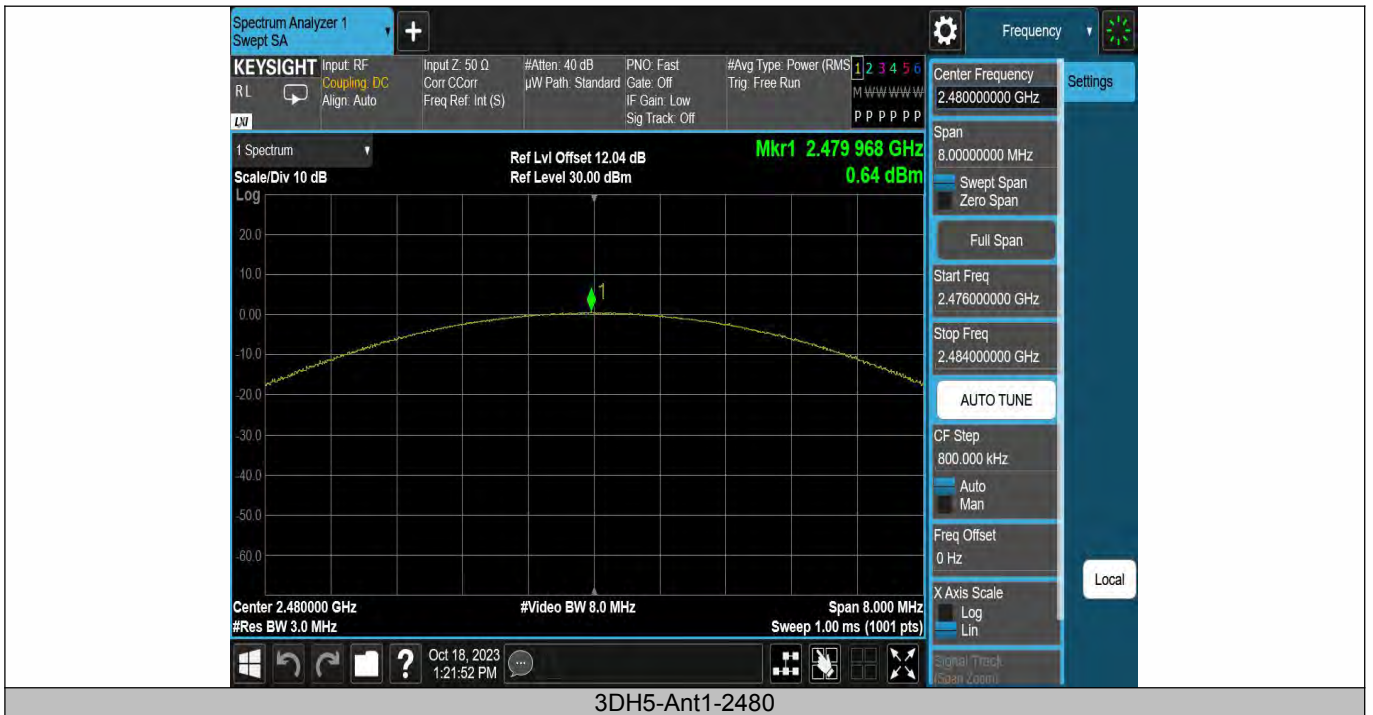 Spectrum Analyzer 1
Swept SA
+
Frequency
KEYSIGHT
R L
LXI
Input: RF
Coupling: DC
Align: Auto
Input Z: 50 Ω
Corr CCorr
Freq Ref: Int (S)
#Atten: 40 dB
µW Path: Standard
PNO: Fast
Gate: Off
IF Gain: Low
Sig Track: Off
#Avg Type: Power (RMS
Trig: Free Run
1 2 3 4 5 6
M W W W W W
P P P P P P
1 Spectrum
Scale/Div 10 dB
Ref Lvl Offset 12.04 dB
Ref Level 30.00 dBm
Mkr1 2.479 968 GHz
0.64 dBm
Log
20.0
10.0
0.00
-10.0
-20.0
-30.0
-40.0
-50.0
-60.0
1
Center 2.480000 GHz
#Res BW 3.0 MHz
#Video BW 8.0 MHz
Span 8.000 MHz
Sweep 1.00 ms (1001 pts)
Center Frequency
2.480000000 GHz
Settings
Span
8.00000000 MHz
Swept Span
Zero Span
Full Span
Start Freq
2.476000000 GHz
Stop Freq
2.484000000 GHz
AUTO TUNE
CF Step
800.000 kHz
Auto
Man
Freq Offset
0 Hz
X Axis Scale
Log
Lin
Signal Track
(Span Zoom)
Local
?
Oct 18, 2023
1:21:52 PM
3DH5-Ant1-2480